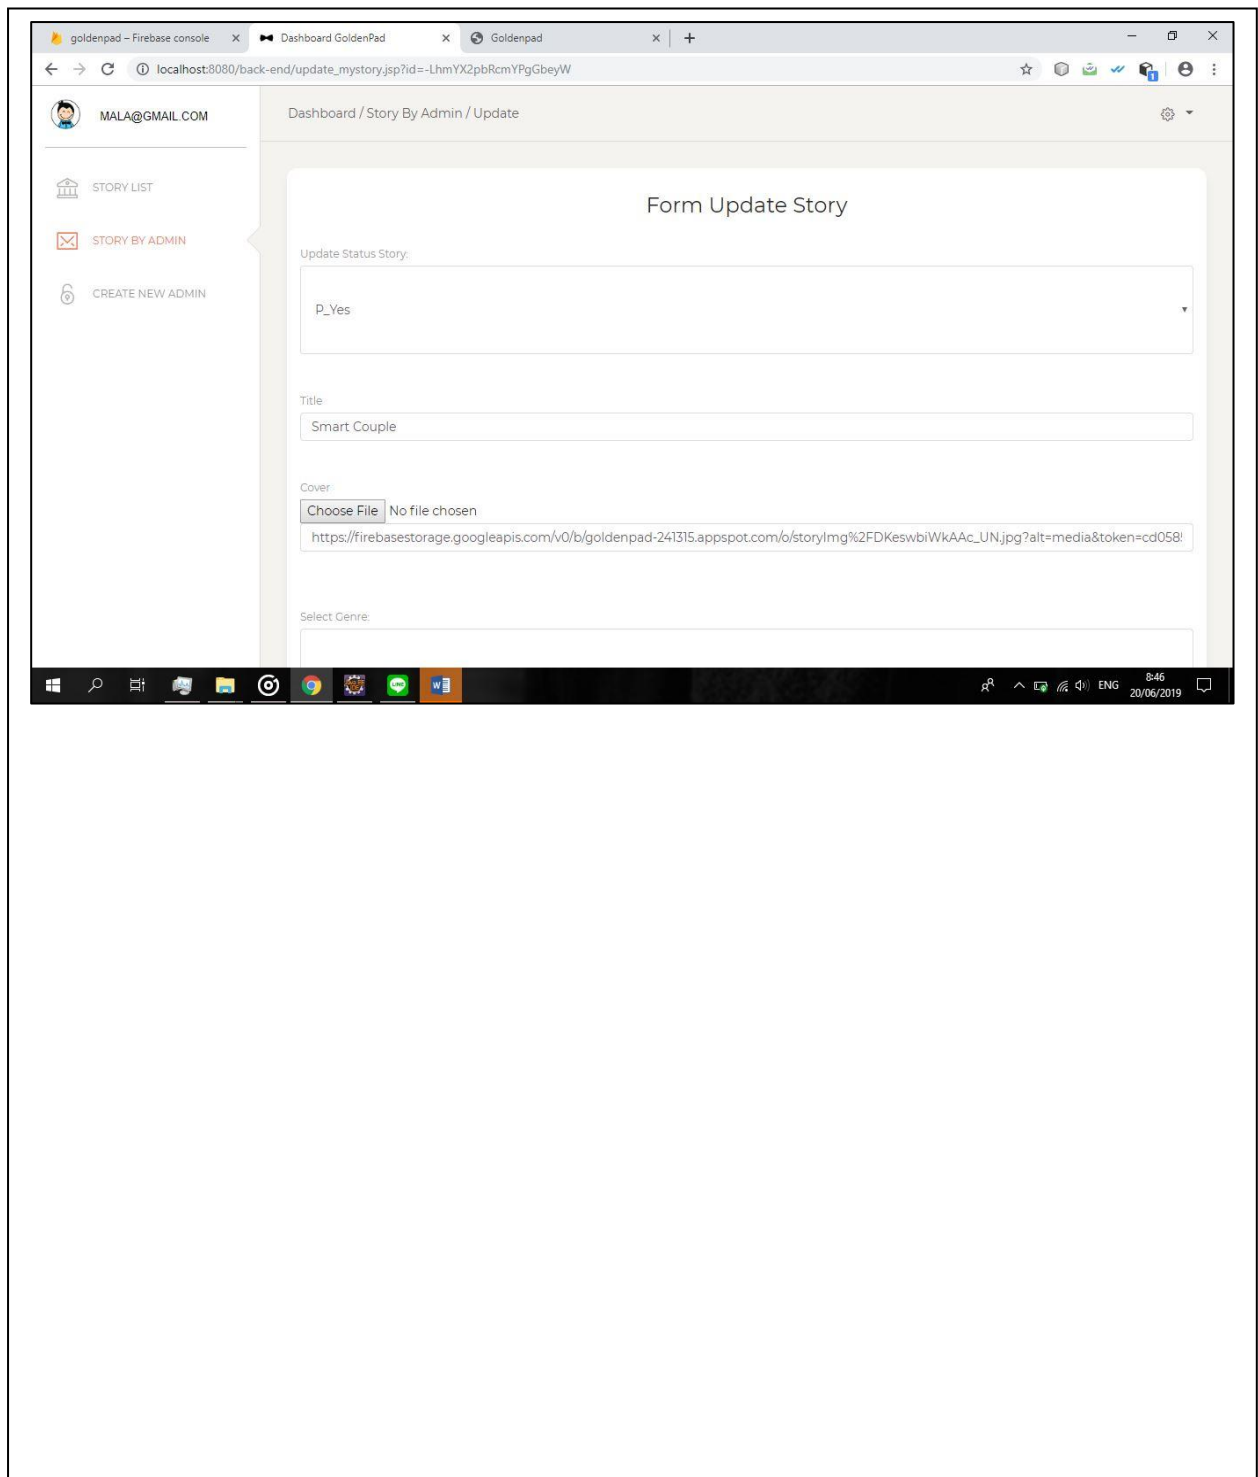 goldenpad – Firebase console
Dashboard GoldenPad
Goldenpad
localhost:8080/back-end/update_mystory.jsp?id=-LhmYX2pbRcmYPgGbeyW
1
MALA@GMAIL.COM
Dashboard / Story By Admin / Update
STORY LIST
STORY BY ADMIN
CREATE NEW ADMIN
Form Update Story
Update Status Story:
P_Yes
Title
Smart Couple
Cover
Choose File No file chosen
https://firebasestorage.googleapis.com/v0/b/goldenpad-241315.appspot.com/o/storyImg%2FDKeswbiWkAAc_UN.jpg?alt=media&token=cd058
Select Genre:
LINE
W
ENG
8:46
20/06/2019